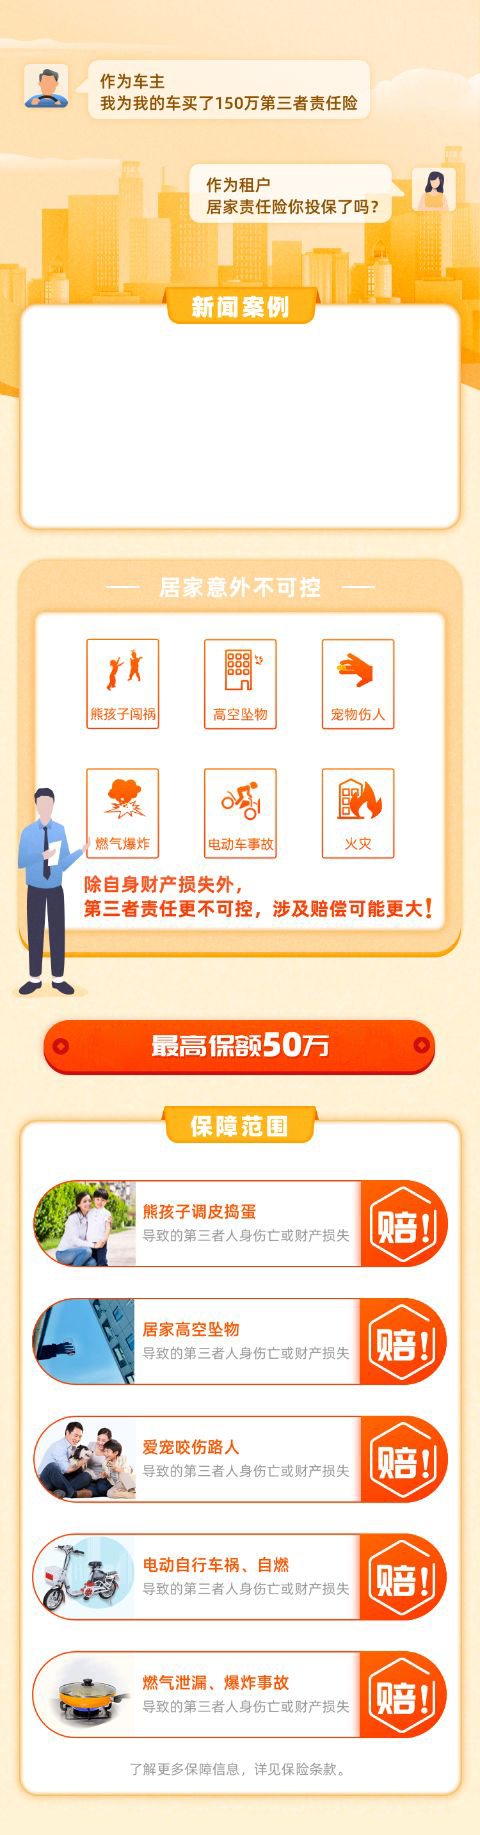 作为车主
我为我的车买了150万第三者责任险
作为租户
居家责任险你投保了吗？
新闻案例
居家意外不可控
熊孩子闯祸
高空坠物
宠物伤人
燃气爆炸
电动车事故
火灾
除自身财产损失外，
第三者责任更不可控，涉及赔偿可能更大！
最高保额50万
保障范围
熊孩子调皮捣蛋
导致的第三者人身伤亡或财产损失
赔！
居家高空坠物
导致的第三者人身伤亡或财产损失
赔！
爱宠咬伤路人
导致的第三者人身伤亡或财产损失
赔！
电动自行车祸、自燃
导致的第三者人身伤亡或财产损失
赔！
燃气泄漏、爆炸事故
导致的第三者人身伤亡或财产损失
赔！
了解更多保障信息，详见保险条款。